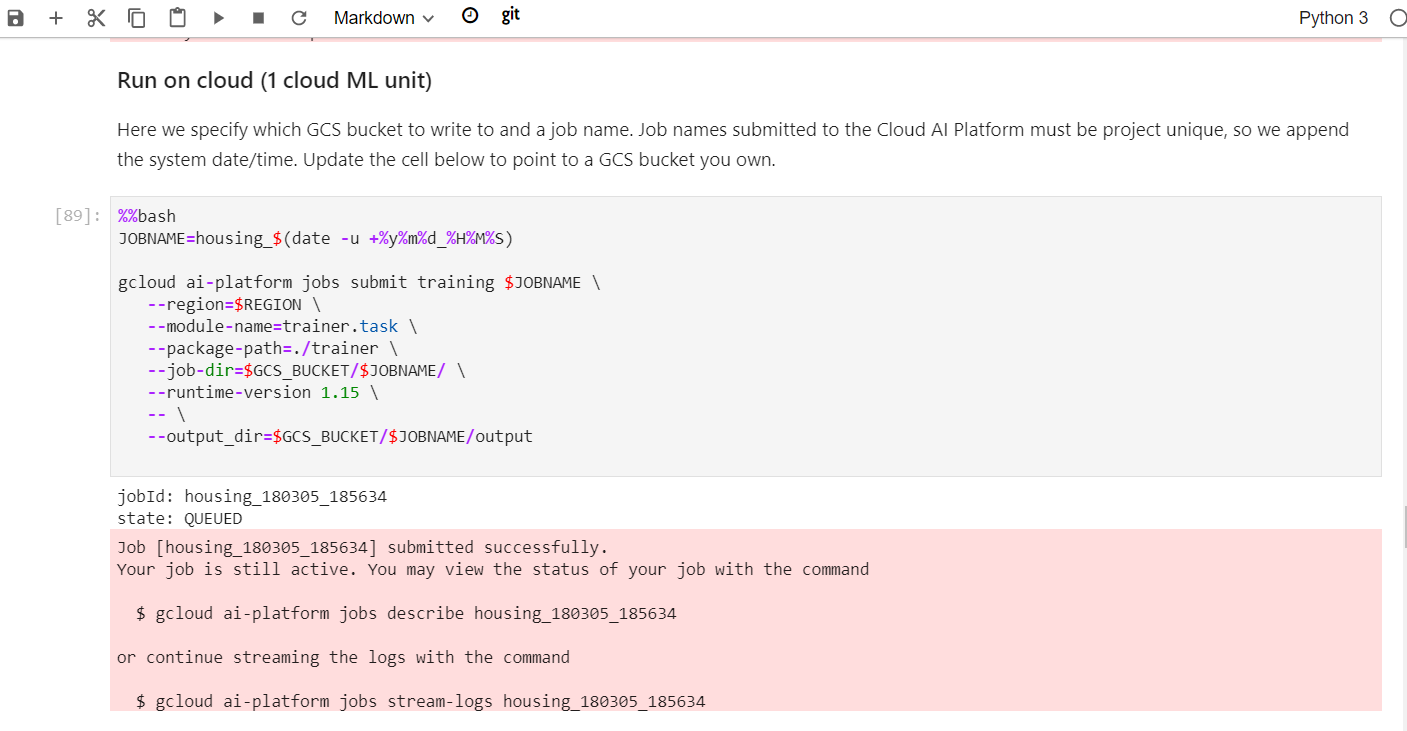 Markdown git Python 3
Run on cloud (1 cloud ML unit)
Here we specify which GCS bucket to write to and a job name. Job names submitted to the Cloud AI Platform must be project unique, so we append
the system date/time. Update the cell below to point to a GCS bucket you own.
[89]: %%bash
JOBNAME=housing_$(date -u +%y%m%d_%H%M%S)
gcloud ai-platform jobs submit training $JOBNAME \
--region=$REGION \
--module-name=trainer.task \
--package-path=./trainer \
--job-dir=$GCS_BUCKET/$JOBNAME/ \
--runtime-version 1.15 \
-- \
--output_dir=$GCS_BUCKET/$JOBNAME/output
jobId: housing_180305_185634
state: QUEUED
Job [housing_180305_185634] submitted successfully.
Your job is still active. You may view the status of your job with the command
$ gcloud ai-platform jobs describe housing_180305_185634
or continue streaming the logs with the command
$ gcloud ai-platform jobs stream-logs housing_180305_185634